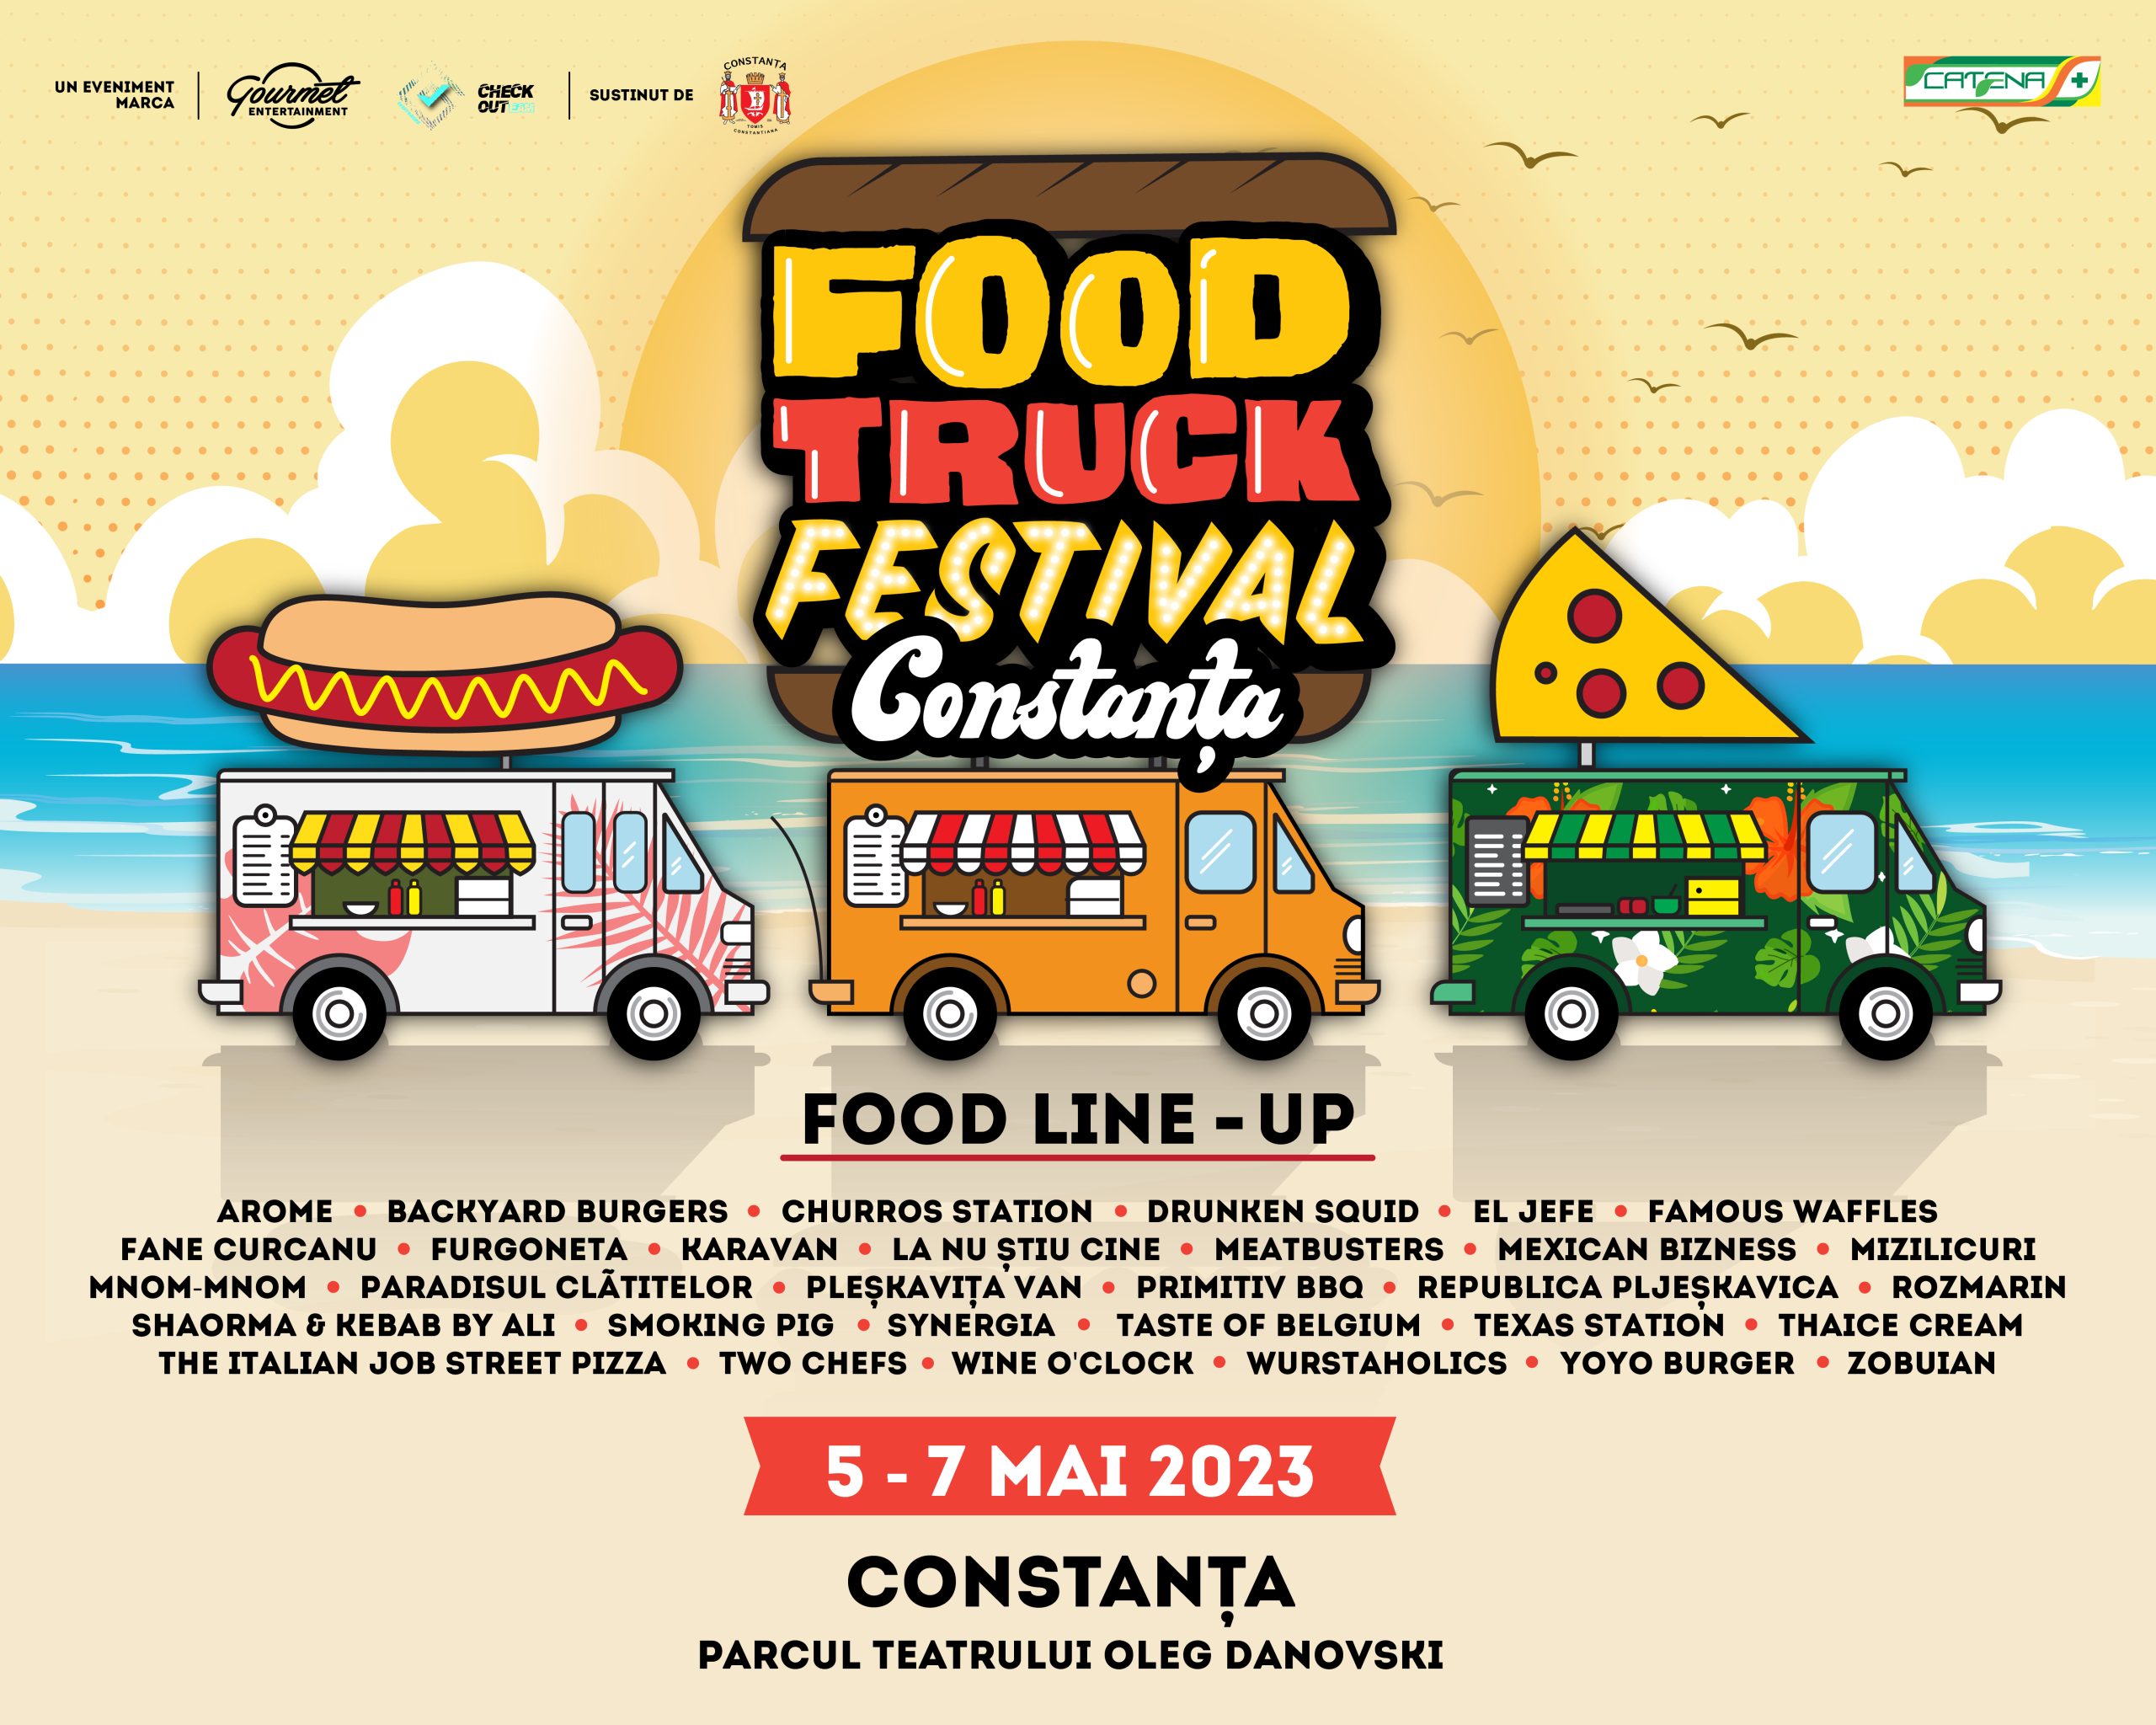 UN EVENIMENT
MARCA
Gourmet
ENTERTAINMENT
CHECK
OUT
SUSTINUT DE
CONSTANTA
TOMIS
CONSTANTIANA
CATENA
FOOD
TRUCK
FESTIVAL
Constanța
FOOD LINE - UP
AROME • BACKYARD BURGERS • CHURROS STATION • DRUNKEN SQUID • EL JEFE • FAMOUS WAFFLES
FANE CURCANU • FURGONETA • KARAVAN • LA NU ȘTIU CINE • MEATBUSTERS • MEXICAN BIZNESS • MIZILICURI
MNOM-MNOM • PARADISUL CLÃTITELOR • PLEȘKAVIȚA VAN • PRIMITIV BBQ • REPUBLICA PLJEȘKAVICA • ROZMARIN
SHAORMA & KEBAB BY ALI • SMOKING PIG • SYNERGIA • TASTE OF BELGIUM • TEXAS STATION • THAICE CREAM
THE ITALIAN JOB STREET PIZZA • TWO CHEFS • WINE O'CLOCK • WURSTAHOLICS • YOYO BURGER • ZOBUIAN
5 - 7 MAI 2023
CONSTANȚA
PARCUL TEATRULUI OLEG DANOVSKI